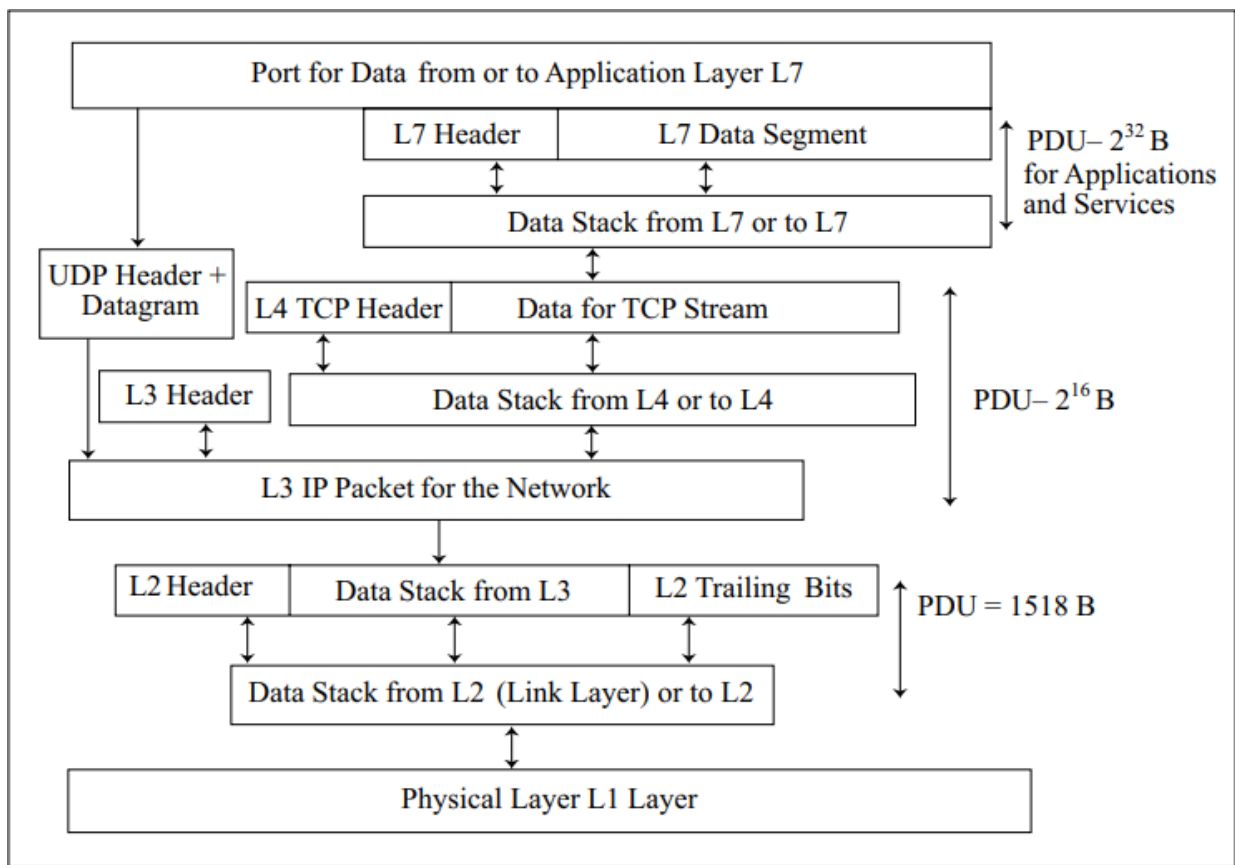 Port for Data from or to Application Layer L7
L7 Header
L7 Data Segment
PDU– 2³² B
for Applications
and Services
Data Stack from L7 or to L7
UDP Header +
Datagram
L4 TCP Header
Data for TCP Stream
L3 Header
Data Stack from L4 or to L4
PDU– 2¹⁶ B
L3 IP Packet for the Network
L2 Header
Data Stack from L3
L2 Trailing Bits
PDU = 1518 B
Data Stack from L2 (Link Layer) or to L2
Physical Layer L1 Layer